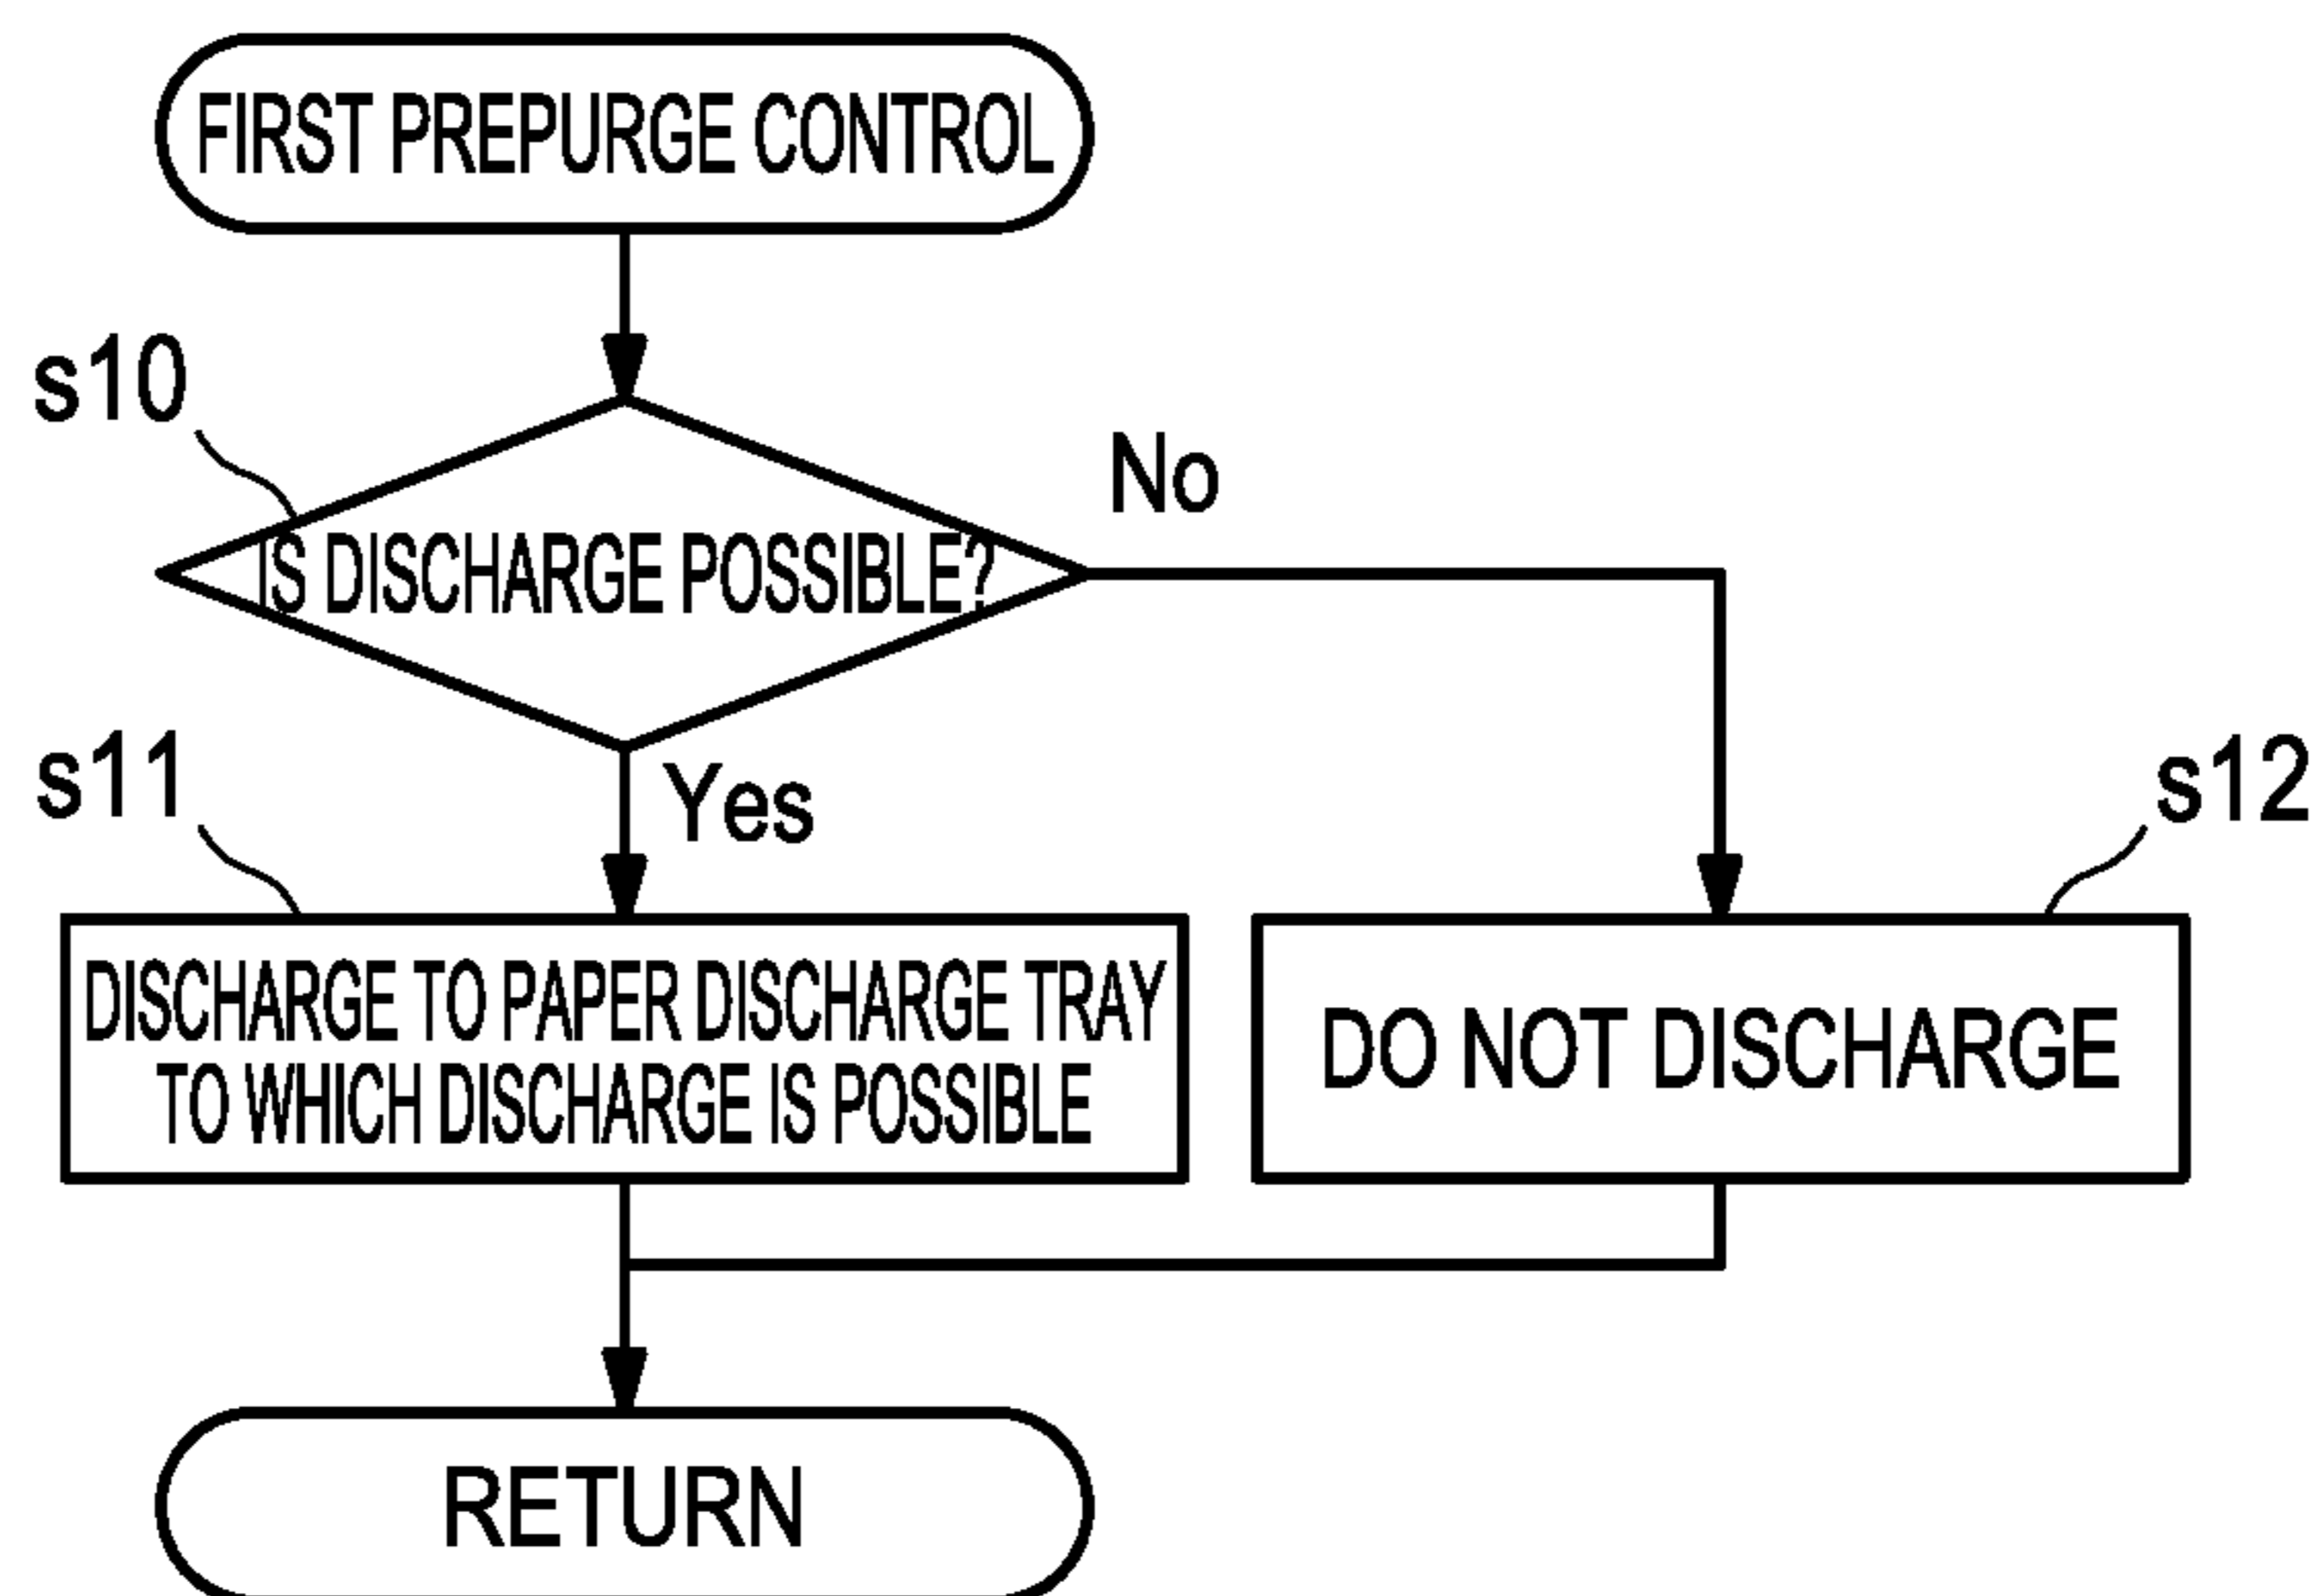 FIRST PREPURGE CONTROL
s10
No
IS DISCHARGE POSSIBLE?
s11
Yes
s12
DISCHARGE TO PAPER DISCHARGE TRAY
TO WHICH DISCHARGE IS POSSIBLE
DO NOT DISCHARGE
RETURN